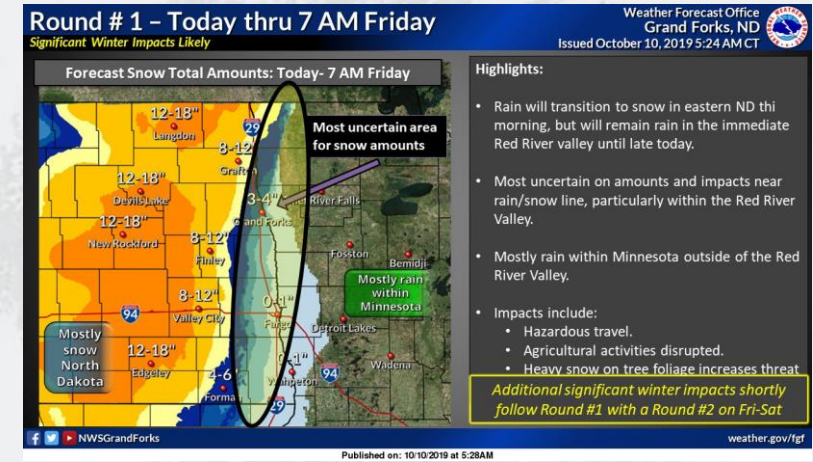 Round # 1 – Today thru 7 AM Friday
Significant Winter Impacts Likely
Weather Forecast Office
Grand Forks, ND
Issued October 10, 2019 5:24 AM CT
Forecast Snow Total Amounts: Today- 7 AM Friday
12-18"
Langdon
29
Most uncertain area
for snow amounts
8-12"
Grafton
12-18"
Devils Lake
3-4"
Grand Forks
River Falls
12-18"
New Rockford
8-12"
Finley
Fosston
Bemidji
Mostly rain
within
Minnesota
8-12"
Valley City
94
0-1"
Fargo
Detroit Lakes
Mostly
snow
North
Dakota
12-18"
Edgeley
4-6
Forman
-1"
Wahpeton
94
Wadena
29
Highlights:
• Rain will transition to snow in eastern ND thi
morning, but will remain rain in the immediate
Red River valley until late today.
• Most uncertain on amounts and impacts near
rain/snow line, particularly within the Red River
Valley.
• Mostly rain within Minnesota outside of the Red
River Valley.
• Impacts include:
• Hazardous travel.
• Agricultural activities disrupted.
• Heavy snow on tree foliage increases threat
Additional significant winter impacts shortly
follow Round #1 with a Round #2 on Fri-Sat
NWSGrandForks
weather.gov/fgf
Published on: 10/10/2019 at 5:28AM